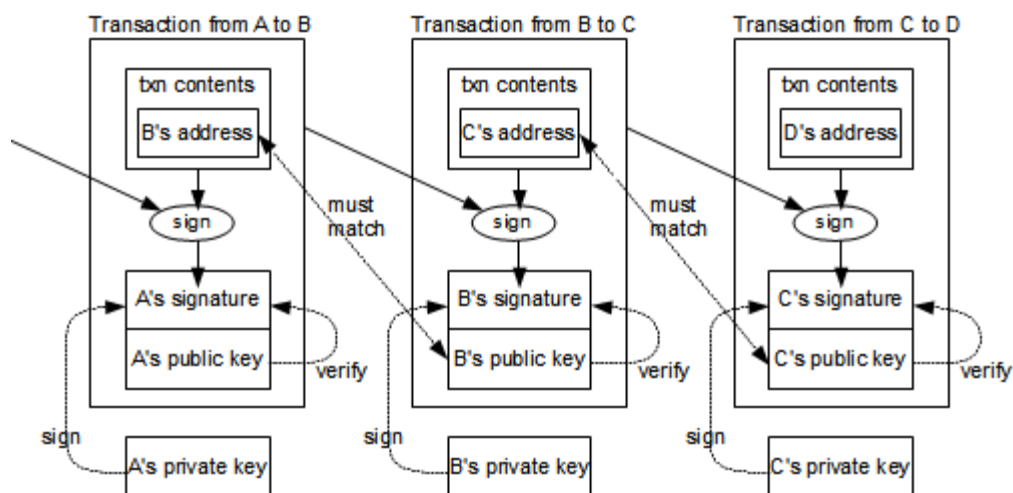 Transaction from A to B
txn contents
B's address
sign
A's signature
A's public key
verify
sign
A's private key
must
match
Transaction from B to C
txn contents
C's address
sign
B's signature
B's public key
verify
sign
B's private key
must
match
Transaction from C to D
txn contents
D's address
sign
C's signature
C's public key
verify
sign
C's private key